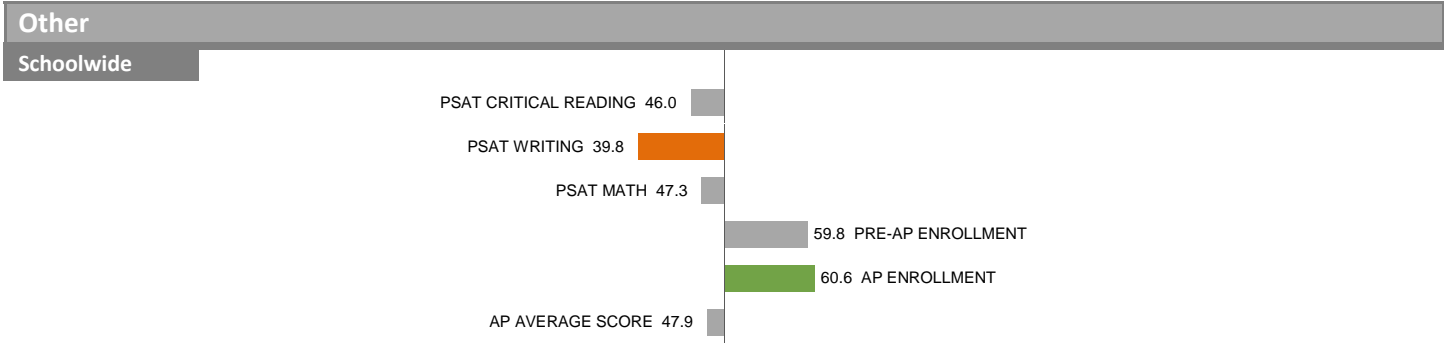 Other
Schoolwide
PSAT CRITICAL READING 46.0
PSAT WRITING 39.8
PSAT MATH 47.3
59.8 PRE-AP ENROLLMENT
60.6 AP ENROLLMENT
AP AVERAGE SCORE 47.9